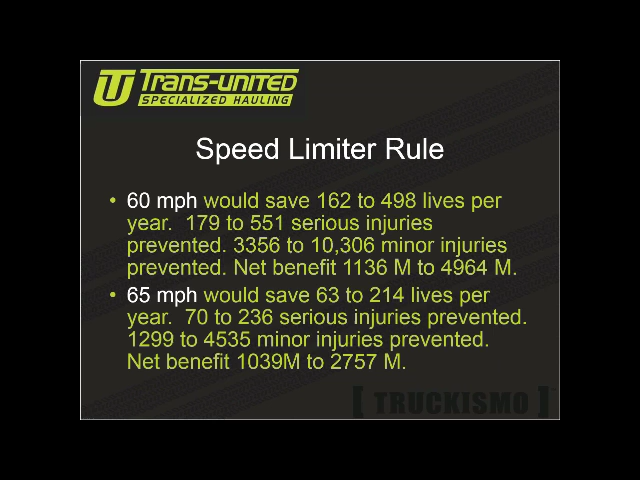 TU Trans-United
SPECIALIZED HAULING
Speed Limiter Rule
• 60 mph would save 162 to 498 lives per
year.  179 to 551 serious injuries
prevented. 3356 to 10,306 minor injuries
prevented. Net benefit 1136 M to 4964 M.
• 65 mph would save 63 to 214 lives per
year.  70 to 236 serious injuries prevented.
1299 to 4535 minor injuries prevented.
Net benefit 1039M to 2757 M.
[ TRUCKISMO ]